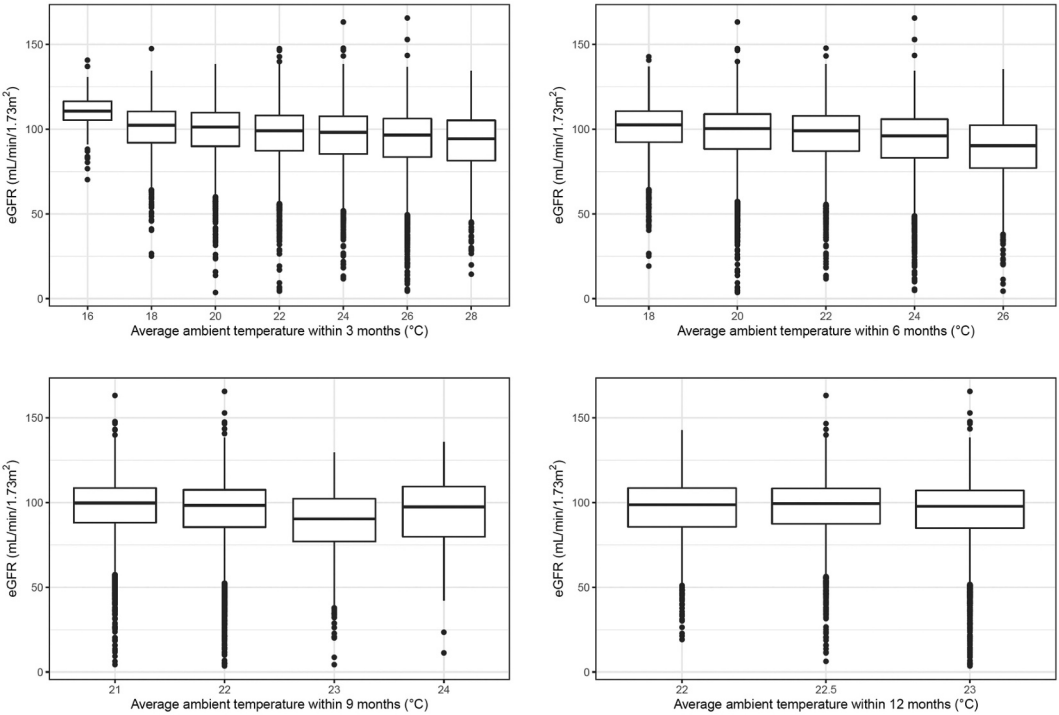 eGFR (mL/min/1.73m²)
150
100
50
0
16 18 20 22 24 26 28
Average ambient temperature within 3 months (°C)
eGFR (mL/min/1.73m²)
150
100
50
0
18 20 22 24 26
Average ambient temperature within 6 months (°C)
eGFR (mL/min/1.73m²)
150
100
50
0
21 22 23 24
Average ambient temperature within 9 months (°C)
eGFR (mL/min/1.73m²)
150
100
50
0
22 22.5 23
Average ambient temperature within 12 months (°C)